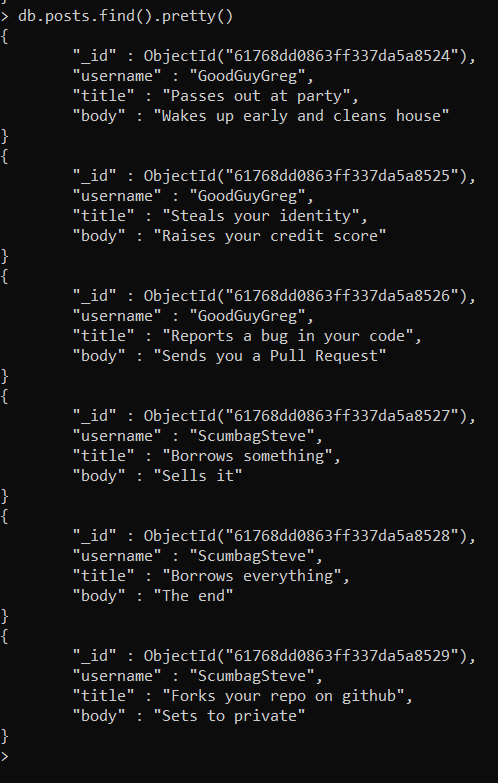 > db.posts.find().pretty()
{
"_id" : ObjectId("61768dd0863ff337da5a8524"),
"username" : "GoodGuyGreg",
"title" : "Passes out at party",
"body" : "Wakes up early and cleans house"
}
{
"_id" : ObjectId("61768dd0863ff337da5a8525"),
"username" : "GoodGuyGreg",
"title" : "Steals your identity",
"body" : "Raises your credit score"
}
{
"_id" : ObjectId("61768dd0863ff337da5a8526"),
"username" : "GoodGuyGreg",
"title" : "Reports a bug in your code",
"body" : "Sends you a Pull Request"
}
{
"_id" : ObjectId("61768dd0863ff337da5a8527"),
"username" : "ScumbagSteve",
"title" : "Borrows something",
"body" : "Sells it"
}
{
"_id" : ObjectId("61768dd0863ff337da5a8528"),
"username" : "ScumbagSteve",
"title" : "Borrows everything",
"body" : "The end"
}
{
"_id" : ObjectId("61768dd0863ff337da5a8529"),
"username" : "ScumbagSteve",
"title" : "Forks your repo on github",
"body" : "Sets to private"
}
>